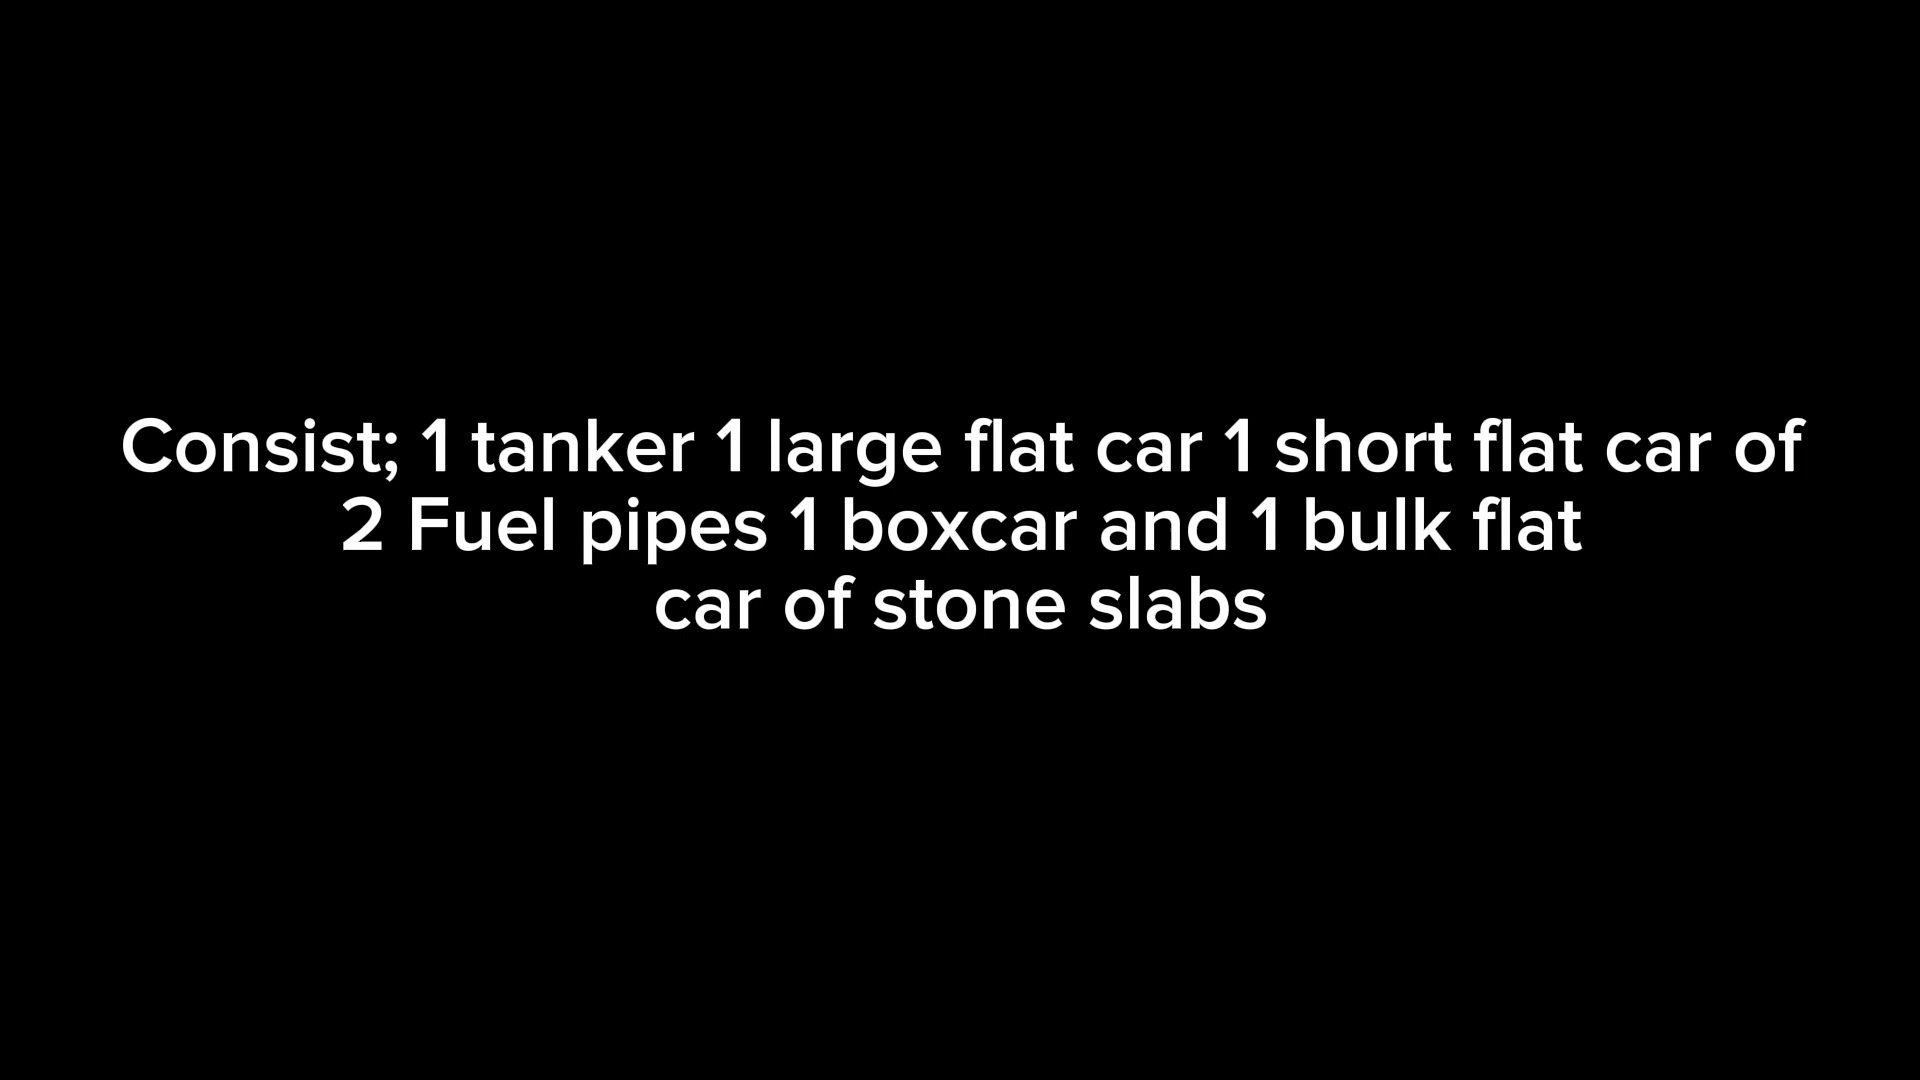 Consist; 1 tanker 1 large flat car 1 short flat car of
2 Fuel pipes 1 boxcar and 1 bulk flat
car of stone slabs